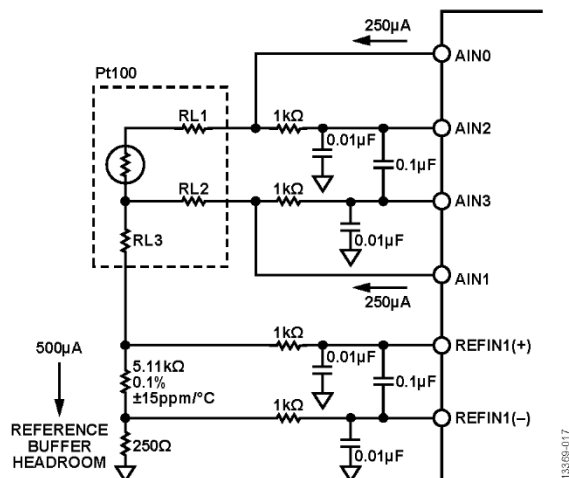 250µA
AIN0
Pt100
RL1
1kΩ
AIN2
0.01µF
0.1µF
RL2
1kΩ
AIN3
RL3
0.01µF
AIN1
250µA
500µA
1kΩ
REFIN1(+)
5.11kΩ
0.1%
±15ppm/°C
0.01µF
0.1µF
1kΩ
REFIN1(–)
REFERENCE
BUFFER
HEADROOM
250Ω
0.01µF
13369-017